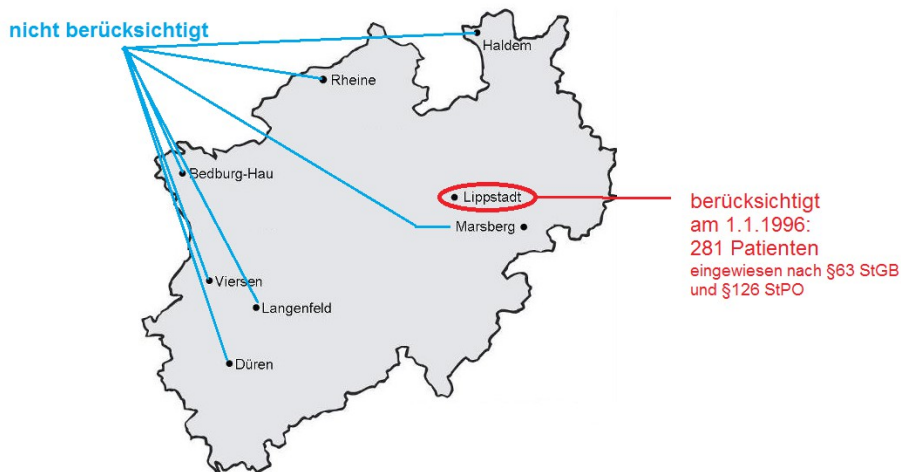 nicht berücksichtigt
Haldem
Rheine
Bedburg-Hau
Lippstadt
Marsberg
Viersen
Langenfeld
Düren
berücksichtigt
am 1.1.1996:
281 Patienten
eingewiesen nach §63 StGB
und §126 StPO